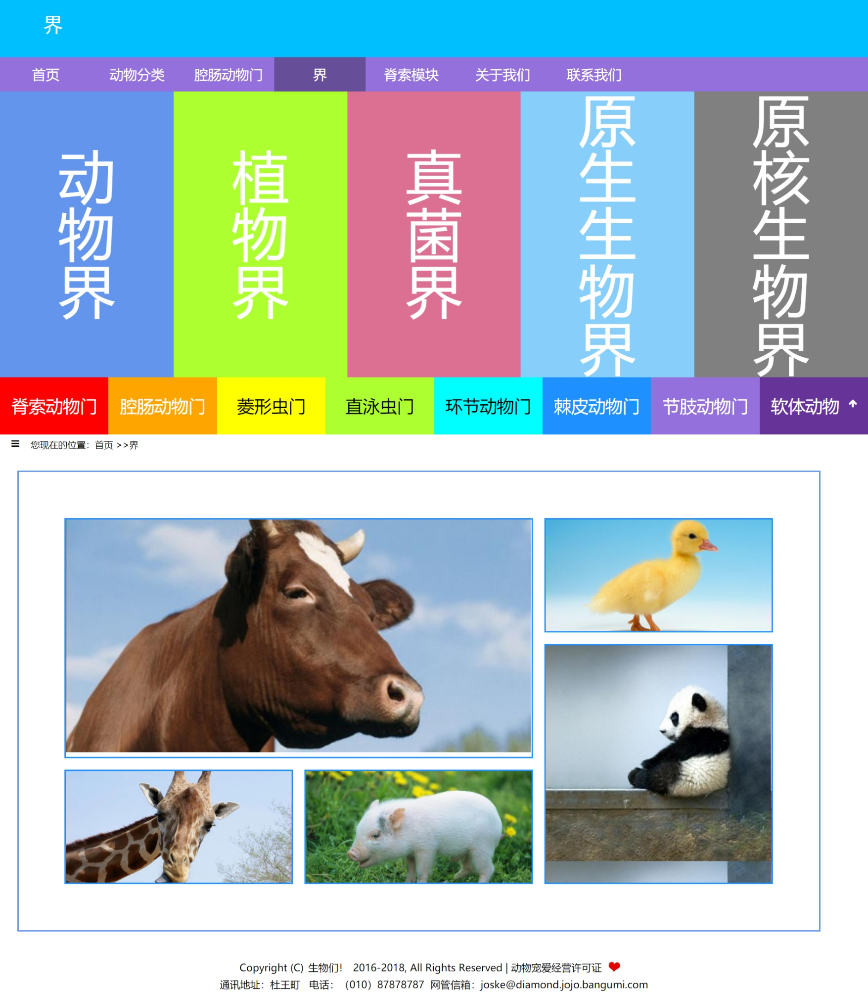 界
首页 动物分类 腔肠动物门 界 脊索模块 关于我们 联系我们
动物界
植物界
真菌界
原生生物界
原核生物界
脊索动物门 腔肠动物门 菱形虫门 直泳虫门 环节动物门 棘皮动物门 节肢动物门 软体动物
您现在的位置：首页 >>界
Copyright (C) 生物们！ 2016-2018, All Rights Reserved | 动物宠爱经营许可证 ❤
通讯地址：杜王町 电话：（010）87878787 网管信箱：joske@diamond.jojo.bangumi.com